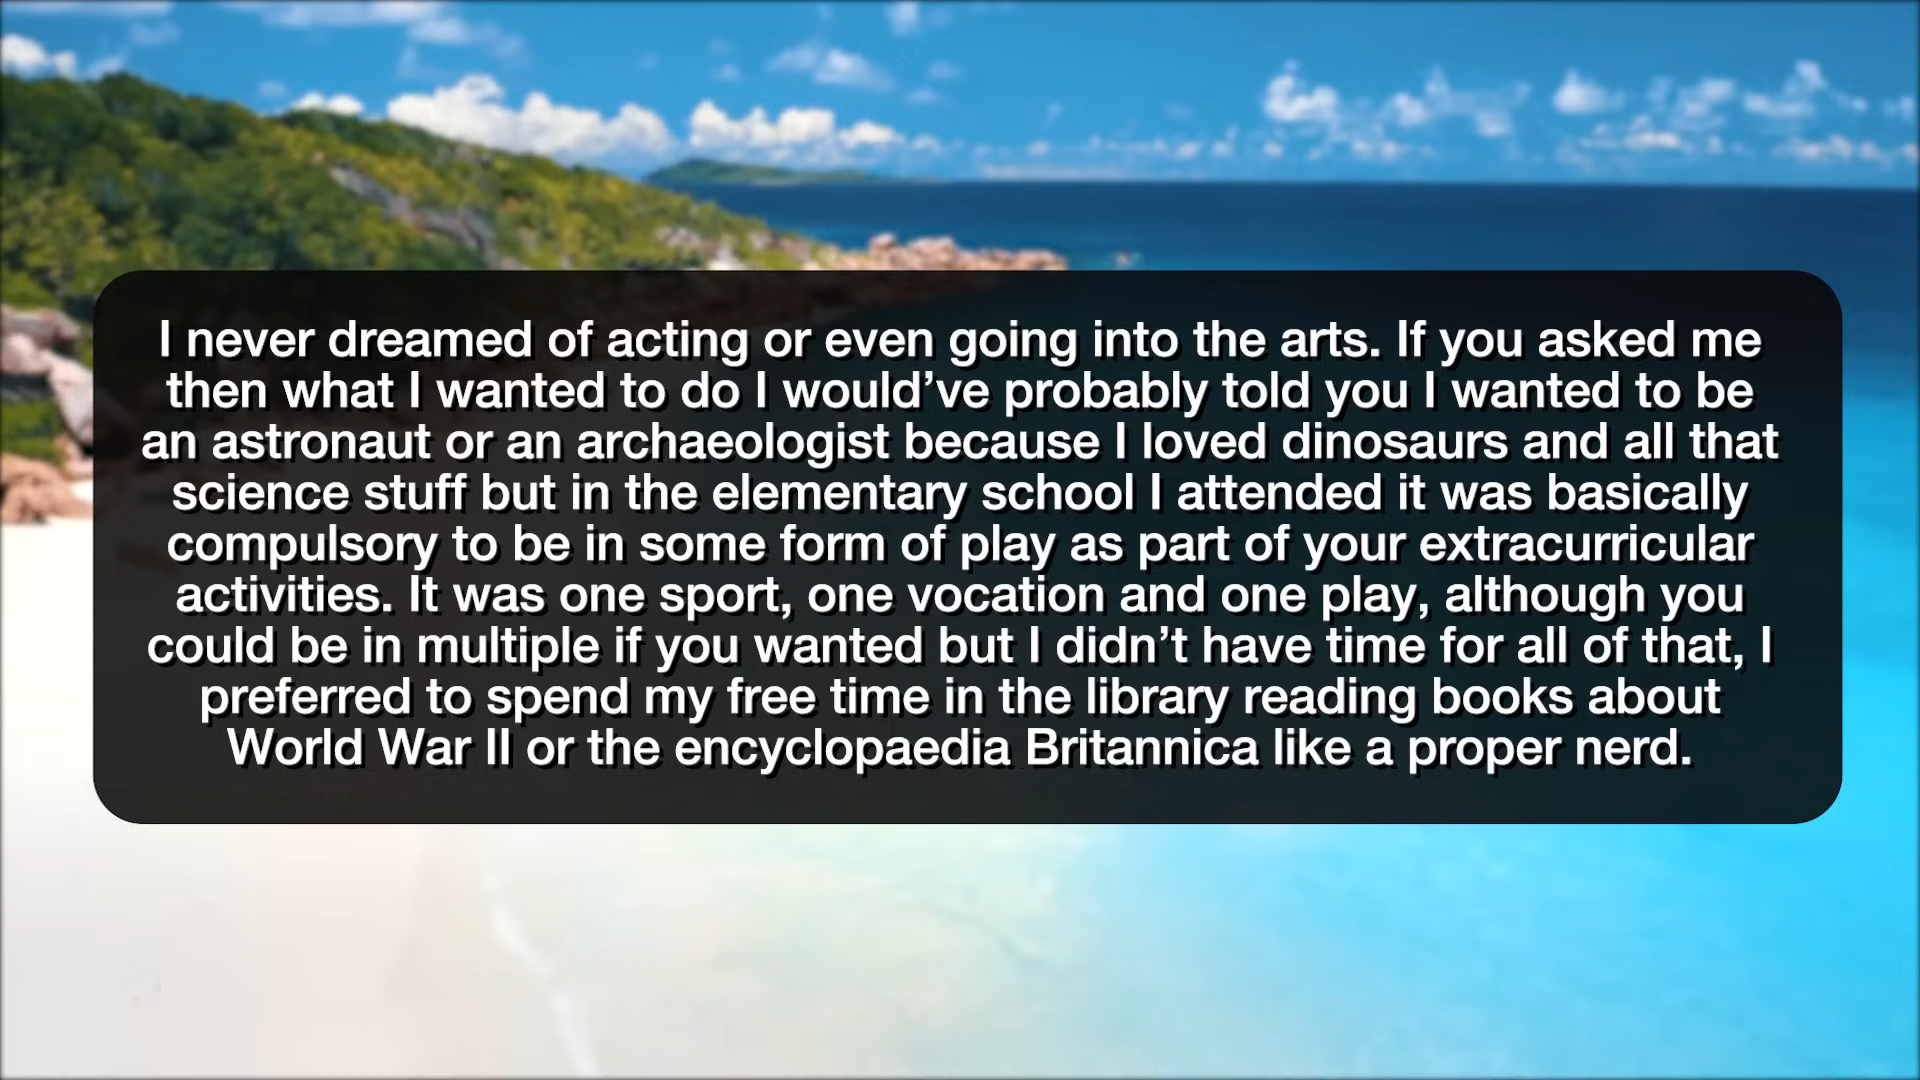 I never dreamed of acting or even going into the arts. If you asked me
then what I wanted to do I would’ve probably told you I wanted to be
an astronaut or an archaeologist because I loved dinosaurs and all that
science stuff but in the elementary school I attended it was basically
compulsory to be in some form of play as part of your extracurricular
activities. It was one sport, one vocation and one play, although you
could be in multiple if you wanted but I didn’t have time for all of that, I
preferred to spend my free time in the library reading books about
World War II or the encyclopaedia Britannica like a proper nerd.